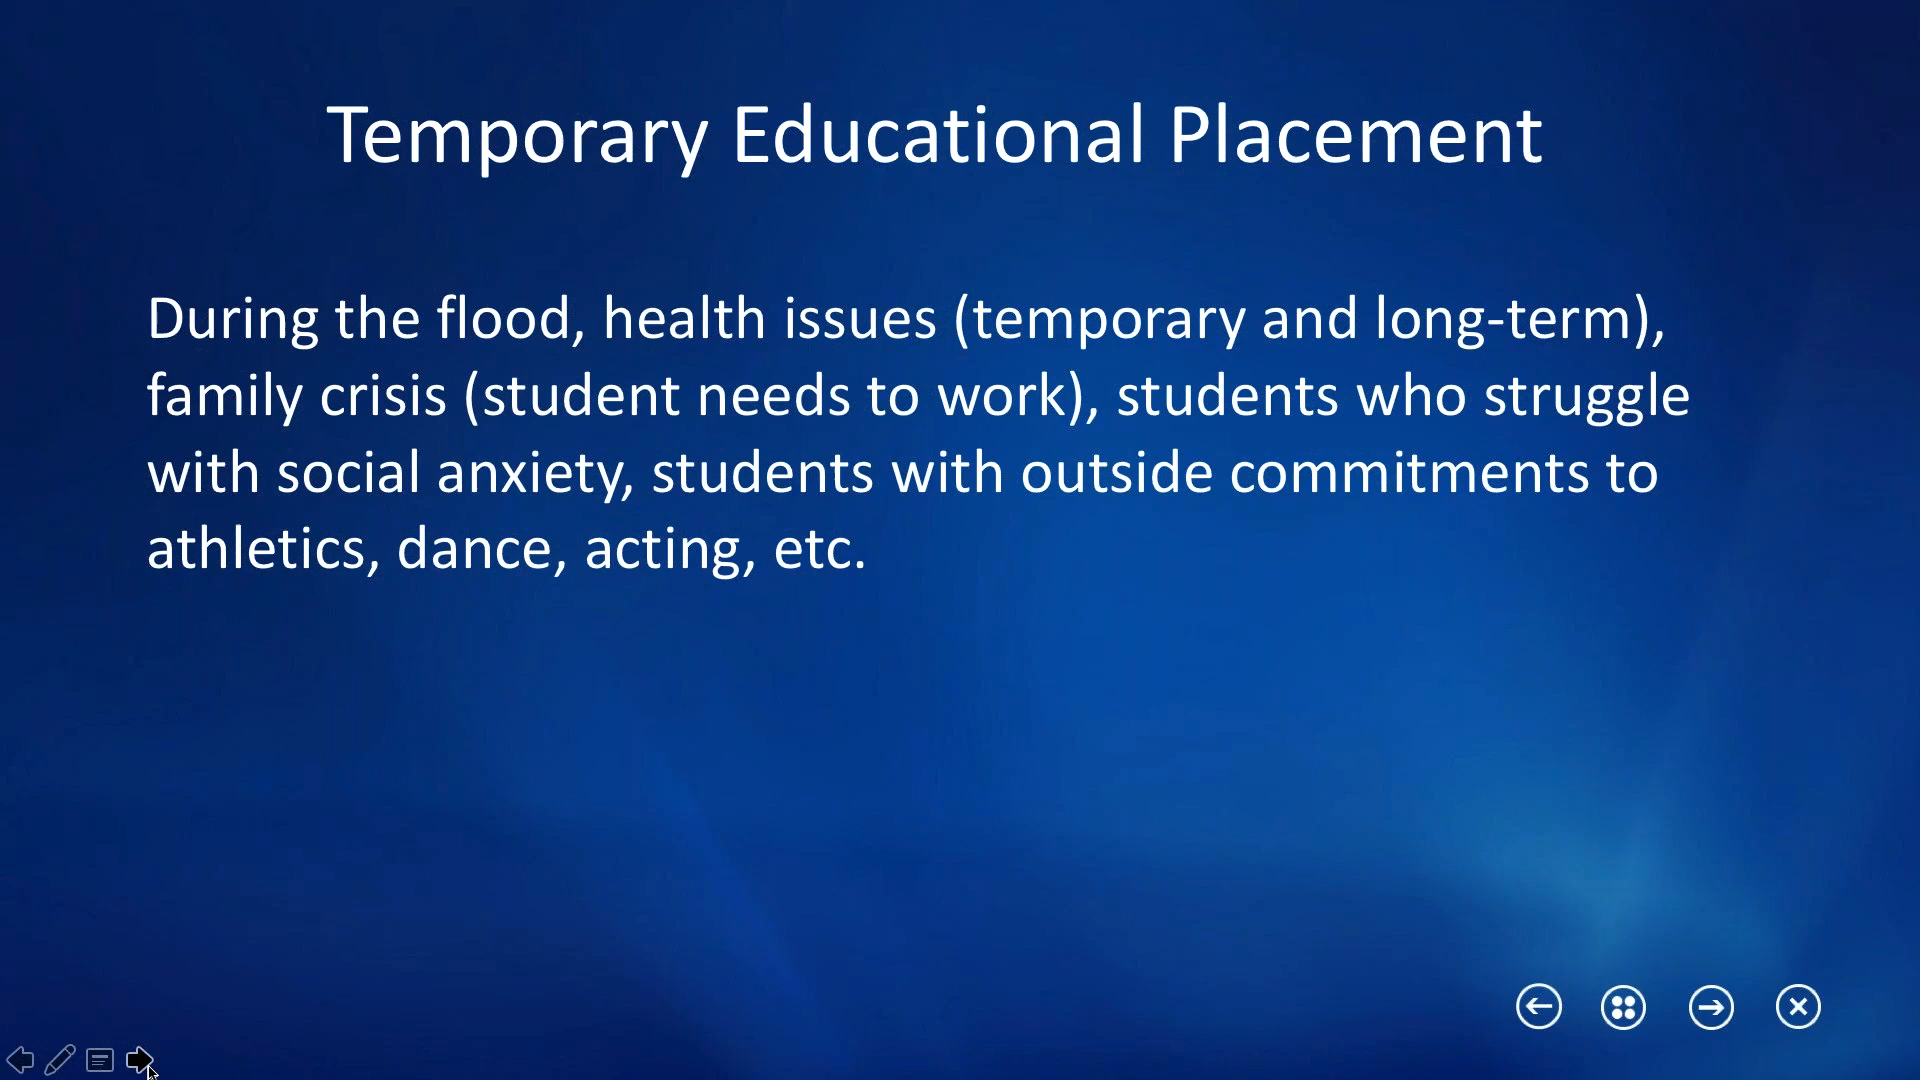 Temporary Educational Placement
During the flood, health issues (temporary and long-term),
family crisis (student needs to work), students who struggle
with social anxiety, students with outside commitments to
athletics, dance, acting, etc.